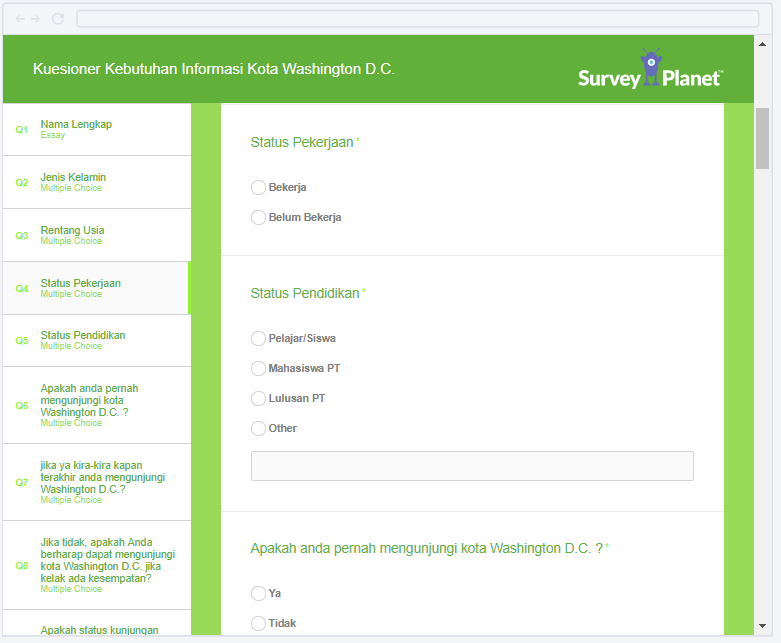 Kuesioner Kebutuhan Informasi Kota Washington D.C.
Survey Planet™
Q1
Nama Lengkap
Essay
Q2
Jenis Kelamin
Multiple Choice
Q3
Rentang Usia
Multiple Choice
Q4
Status Pekerjaan
Multiple Choice
Q5
Status Pendidikan
Multiple Choice
Q6
Apakah anda pernah
mengunjungi kota
Washington D.C. ?
Multiple Choice
Q7
jika ya kira-kira kapan
terakhir anda mengunjungi
Washington D.C.?
Multiple Choice
Q8
Jika tidak, apakah Anda
berharap dapat mengunjungi
kota Washington D.C. jika
kelak ada kesempatan?
Multiple Choice
Apakah status kunjungan
Status Pekerjaan*
Bekerja
Belum Bekerja
Status Pendidikan*
Pelajar/Siswa
Mahasiswa PT
Lulusan PT
Other
Apakah anda pernah mengunjungi kota Washington D.C. ?*
Ya
Tidak